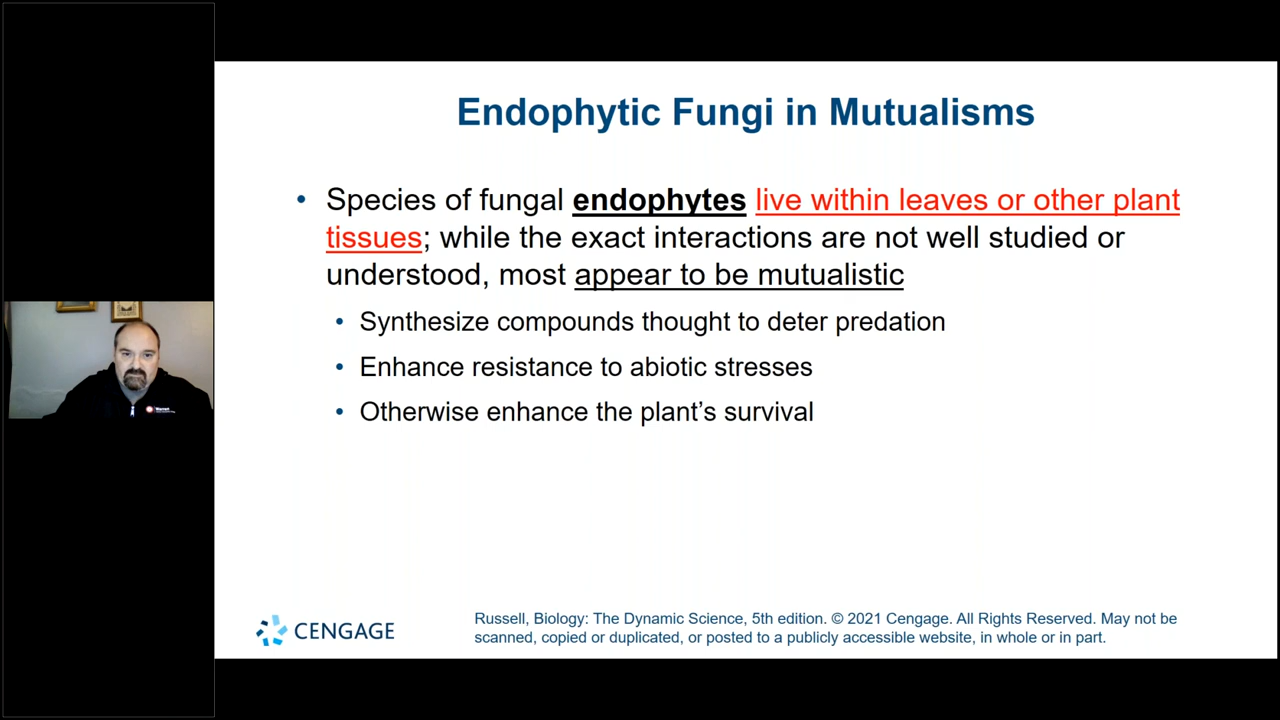 Endophytic Fungi in Mutualisms
• Species of fungal endophytes live within leaves or other plant
tissues; while the exact interactions are not well studied or
understood, most appear to be mutualistic
• Synthesize compounds thought to deter predation
• Enhance resistance to abiotic stresses
• Otherwise enhance the plant's survival
CENGAGE
Russell, Biology: The Dynamic Science, 5th edition. © 2021 Cengage. All Rights Reserved. May not be
scanned, copied or duplicated, or posted to a publicly accessible website, in whole or in part.